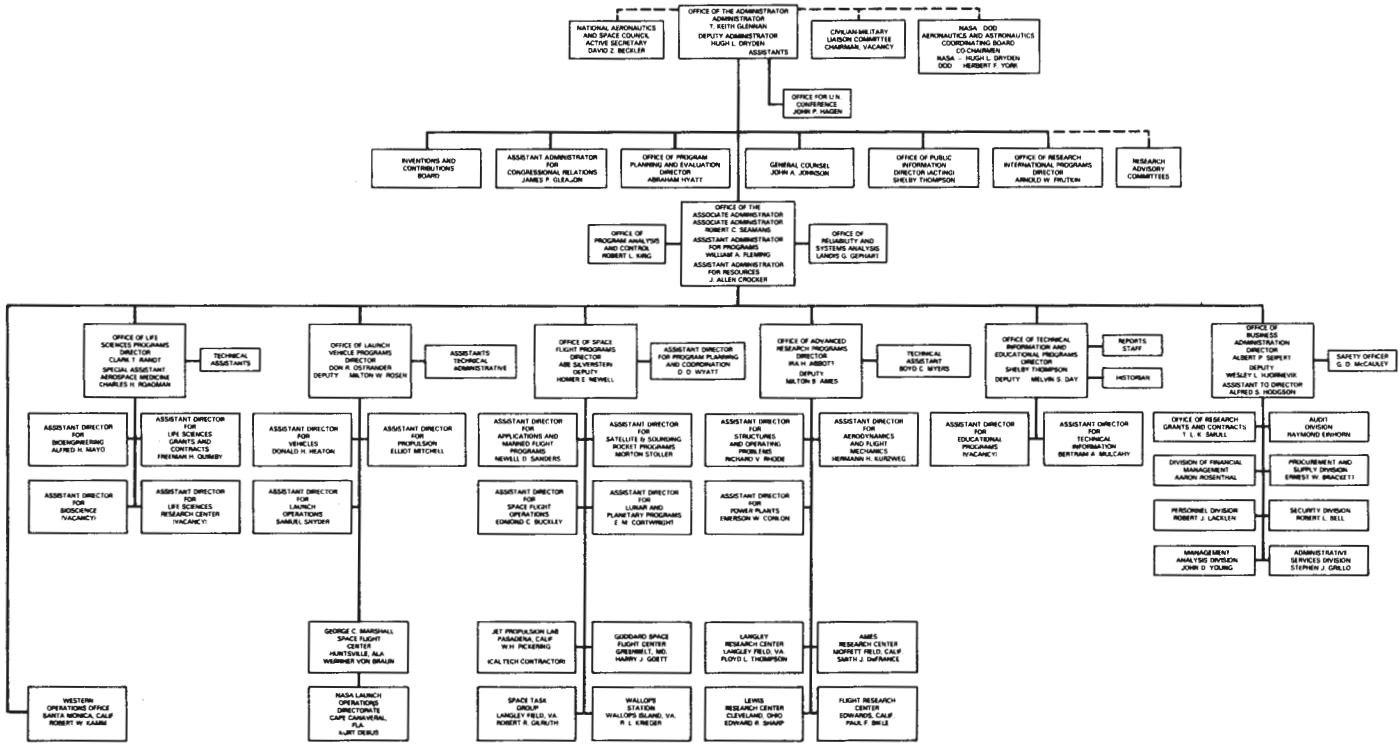 OFFICE OF THE ADMINISTRATOR
ADMINISTRATOR
T. KEITH GLENNAN
DEPUTY ADMINISTRATOR
HUGH L. DRYDEN
ASSISTANTS
NATIONAL AERONAUTICS
AND SPACE COUNCIL
ACTIVE SECRETARY
DAVID Z. BECKLER
CIVILIAN-MILITARY
LIAISON COMMITTEE
CHAIRMAN, VACANCY
NASA DOD
AERONAUTICS AND ASTRONAUTICS
COORDINATING BOARD
CO-CHAIRMEN
NASA - HUGH L. DRYDEN
DOD HERBERT F. YORK
OFFICE FOR U.N.
CONFERENCE
JOHN P. HAGEN
INVENTIONS AND
CONTRIBUTIONS
BOARD
ASSISTANT ADMINISTRATOR
FOR
CONGRESSIONAL RELATIONS
JAMES P. GLEASON
OFFICE OF PROGRAM
PLANNING AND EVALUATION
DIRECTOR
ABRAHAM HYATT
GENERAL COUNSEL
JOHN A. JOHNSON
OFFICE OF PUBLIC
INFORMATION
DIRECTOR (ACTING)
SHELBY THOMPSON
OFFICE OF RESEARCH
INTERNATIONAL PROGRAMS
DIRECTOR
ARNOLD W. FRUTKIN
RESEARCH
ADVISORY
COMMITTEES
OFFICE OF THE
ASSOCIATE ADMINISTRATOR
ASSOCIATE ADMINISTRATOR
ROBERT C. SEAMANS
ASSISTANT ADMINISTRATOR
FOR PROGRAMS
WILLIAM A. FLEMING
ASSISTANT ADMINISTRATOR
FOR RESOURCES
J. ALLEN CROCKER
OFFICE OF
PROGRAM ANALYSIS
AND CONTROL
ROBERT L. KING
OFFICE OF
RELIABILITY AND
SYSTEMS ANALYSIS
LANDIS G. GEPHART
OFFICE OF LIFE
SCIENCES PROGRAMS
DIRECTOR
CLARK T. RANDT
SPECIAL ASSISTANT
AEROSPACE MEDICINE
CHARLES H. ROADMAN
TECHNICAL
ASSISTANTS
OFFICE OF LAUNCH
VEHICLE PROGRAMS
DIRECTOR
DON R. OSTRANDER
DEPUTY MILTON W. ROSEN
ASSISTANTS
TECHNICAL
ADMINISTRATIVE
OFFICE OF SPACE
FLIGHT PROGRAMS
DIRECTOR
ABE SILVERSTEIN
DEPUTY
HOMER E. NEWELL
ASSISTANT DIRECTOR
FOR PROGRAM PLANNING
AND COORDINATION
D D WYATT
OFFICE OF ADVANCED
RESEARCH PROGRAMS
DIRECTOR
IRA H. ABBOTT
DEPUTY
MILTON B. AMES
TECHNICAL
ASSISTANT
BOYD C. MYERS
OFFICE OF TECHNICAL
INFORMATION AND
EDUCATIONAL PROGRAMS
DIRECTOR
SHELBY THOMPSON
DEPUTY MELVIN S. DAY
REPORTS
STAFF
HISTORIAN
OFFICE OF
BUSINESS
ADMINISTRATION
DIRECTOR
ALBERT F. SIEPERT
DEPUTY
WESLEY L. HJORNEVIK
ASSISTANT TO DIRECTOR
ALFRED S. HODGSON
SAFETY OFFICER
G. D. McCAULEY
ASSISTANT DIRECTOR
FOR
BIOENGINEERING
ALFRED H. MAYO
ASSISTANT DIRECTOR
FOR
LIFE SCIENCES
GRANTS AND
CONTRACTS
FREEMAN H. QUIMBY
ASSISTANT DIRECTOR
FOR
BIOSCIENCE
(VACANCY)
ASSISTANT DIRECTOR
FOR
LIFE SCIENCES
RESEARCH CENTER
(VACANCY)
ASSISTANT DIRECTOR
FOR
VEHICLES
DONALD H. HEATON
ASSISTANT DIRECTOR
FOR
PROPULSION
ELLIOT MITCHELL
ASSISTANT DIRECTOR
FOR
LAUNCH
OPERATIONS
SAMUEL SNYDER
ASSISTANT DIRECTOR
FOR
APPLICATIONS AND
MANNED FLIGHT
PROGRAMS
NEWELL D. SANDERS
ASSISTANT DIRECTOR
FOR
SATELLITE & SOUNDING
ROCKET PROGRAMS
MORTON STOLLER
ASSISTANT DIRECTOR
FOR
SPACE FLIGHT
OPERATIONS
EDMOND C. BUCKLEY
ASSISTANT DIRECTOR
FOR
LUNAR AND
PLANETARY PROGRAMS
E. M. CORTWRIGHT
ASSISTANT DIRECTOR
FOR
STRUCTURES
AND OPERATING
PROBLEMS
RICHARD V. RHODE
ASSISTANT DIRECTOR
FOR
AERODYNAMICS
AND FLIGHT
MECHANICS
HERMANN H. KURZWEG
ASSISTANT DIRECTOR
FOR
POWER PLANTS
EMERSON W. CONLON
ASSISTANT DIRECTOR
FOR
EDUCATIONAL
PROGRAMS
(VACANCY)
ASSISTANT DIRECTOR
FOR
TECHNICAL
INFORMATION
BERTRAM A. MULCAHY
OFFICE OF RESEARCH
GRANTS AND CONTRACTS
T. L. K. SMULL
AUDIT
DIVISION
RAYMOND EINHORN
DIVISION OF FINANCIAL
MANAGEMENT
AARON ROSENTHAL
PROCUREMENT AND
SUPPLY DIVISION
ERNEST W. BRACKETT
PERSONNEL DIVISION
ROBERT J. LACKLEN
SECURITY DIVISION
ROBERT L. BELL
MANAGEMENT
ANALYSIS DIVISION
JOHN D. YOUNG
ADMINISTRATIVE
SERVICES DIVISION
STEPHEN J. GRILLO
GEORGE C. MARSHALL
SPACE FLIGHT
CENTER
HUNTSVILLE, ALA
WERNHER VON BRAUN
JET PROPULSION LAB
PASADENA, CALIF
W.H. PICKERING
(CAL TECH CONTRACTOR)
GODDARD SPACE
FLIGHT CENTER
GREENBELT, MD.
HARRY J. GOETT
LANGLEY
RESEARCH CENTER
LANGLEY FIELD, VA.
FLOYD L. THOMPSON
AMES
RESEARCH CENTER
MOFFETT FIELD, CALIF.
SMITH J. DeFRANCE
WESTERN
OPERATIONS OFFICE
SANTA MONICA, CALIF
ROBERT W. KAMM
NASA LAUNCH
OPERATIONS
DIRECTORATE
CAPE CANAVERAL,
FLA
KURT DEBUS
SPACE TASK
GROUP
LANGLEY FIELD, VA.
ROBERT R. GILRUTH
WALLOPS
STATION
WALLOPS ISLAND, VA.
R. L. KRIEGER
LEWIS
RESEARCH CENTER
CLEVELAND, OHIO
EDWARD R. SHARP
FLIGHT RESEARCH
CENTER
EDWARDS, CALIF
PAUL F. BIKLE